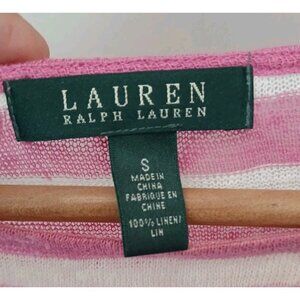 LAUREN
RALPH LAUREN
S
MADE IN
CHINA
FABRIQUE EN
CHINE
100% LINEN/
LIN